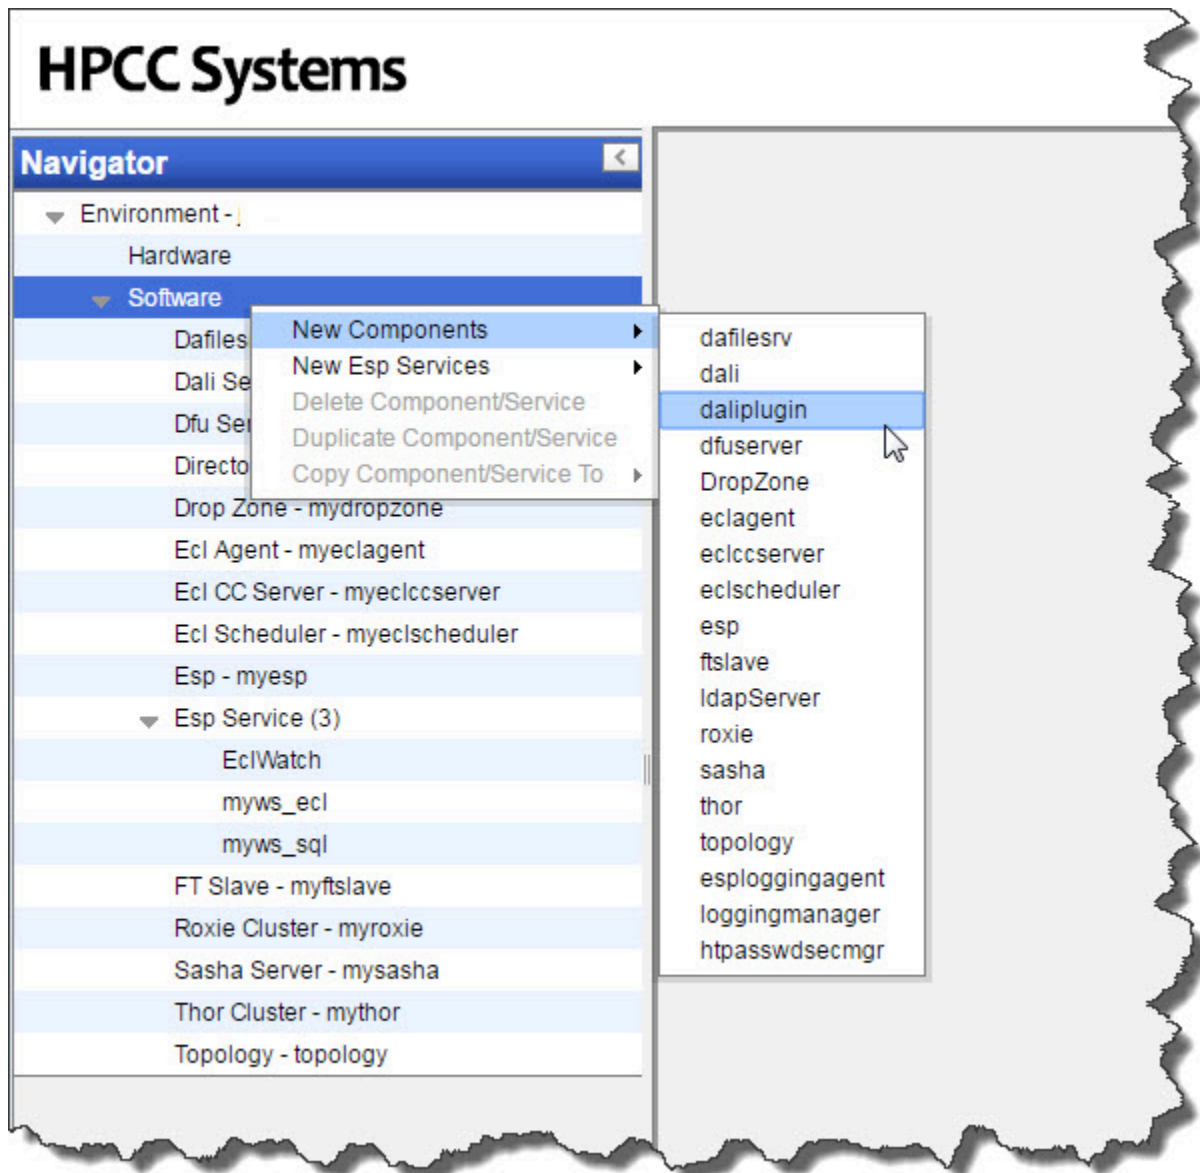 HPCC Systems
Navigator
Environment -
Hardware
Software
New Components
New Esp Services
Delete Component/Service
Duplicate Component/Service
Copy Component/Service To
dafilesrv
dali
daliplugin
dfuserver
DropZone
eclagent
eclccserver
eclscheduler
esp
ftslave
ldapServer
roxie
sasha
thor
topology
esploggingagent
loggingmanager
htpasswdsecmgr
Dali
Dfu
Drop Zone - mydropzone
Ecl Agent - myeclagent
Ecl CC Server - myeclccserver
Ecl Scheduler - myeclscheduler
Esp - myesp
Esp Service (3)
EclWatch
myws_ecl
myws_sql
FT Slave - myftslave
Roxie Cluster - myroxie
Sasha Server - mysasha
Thor Cluster - mythor
Topology - topology